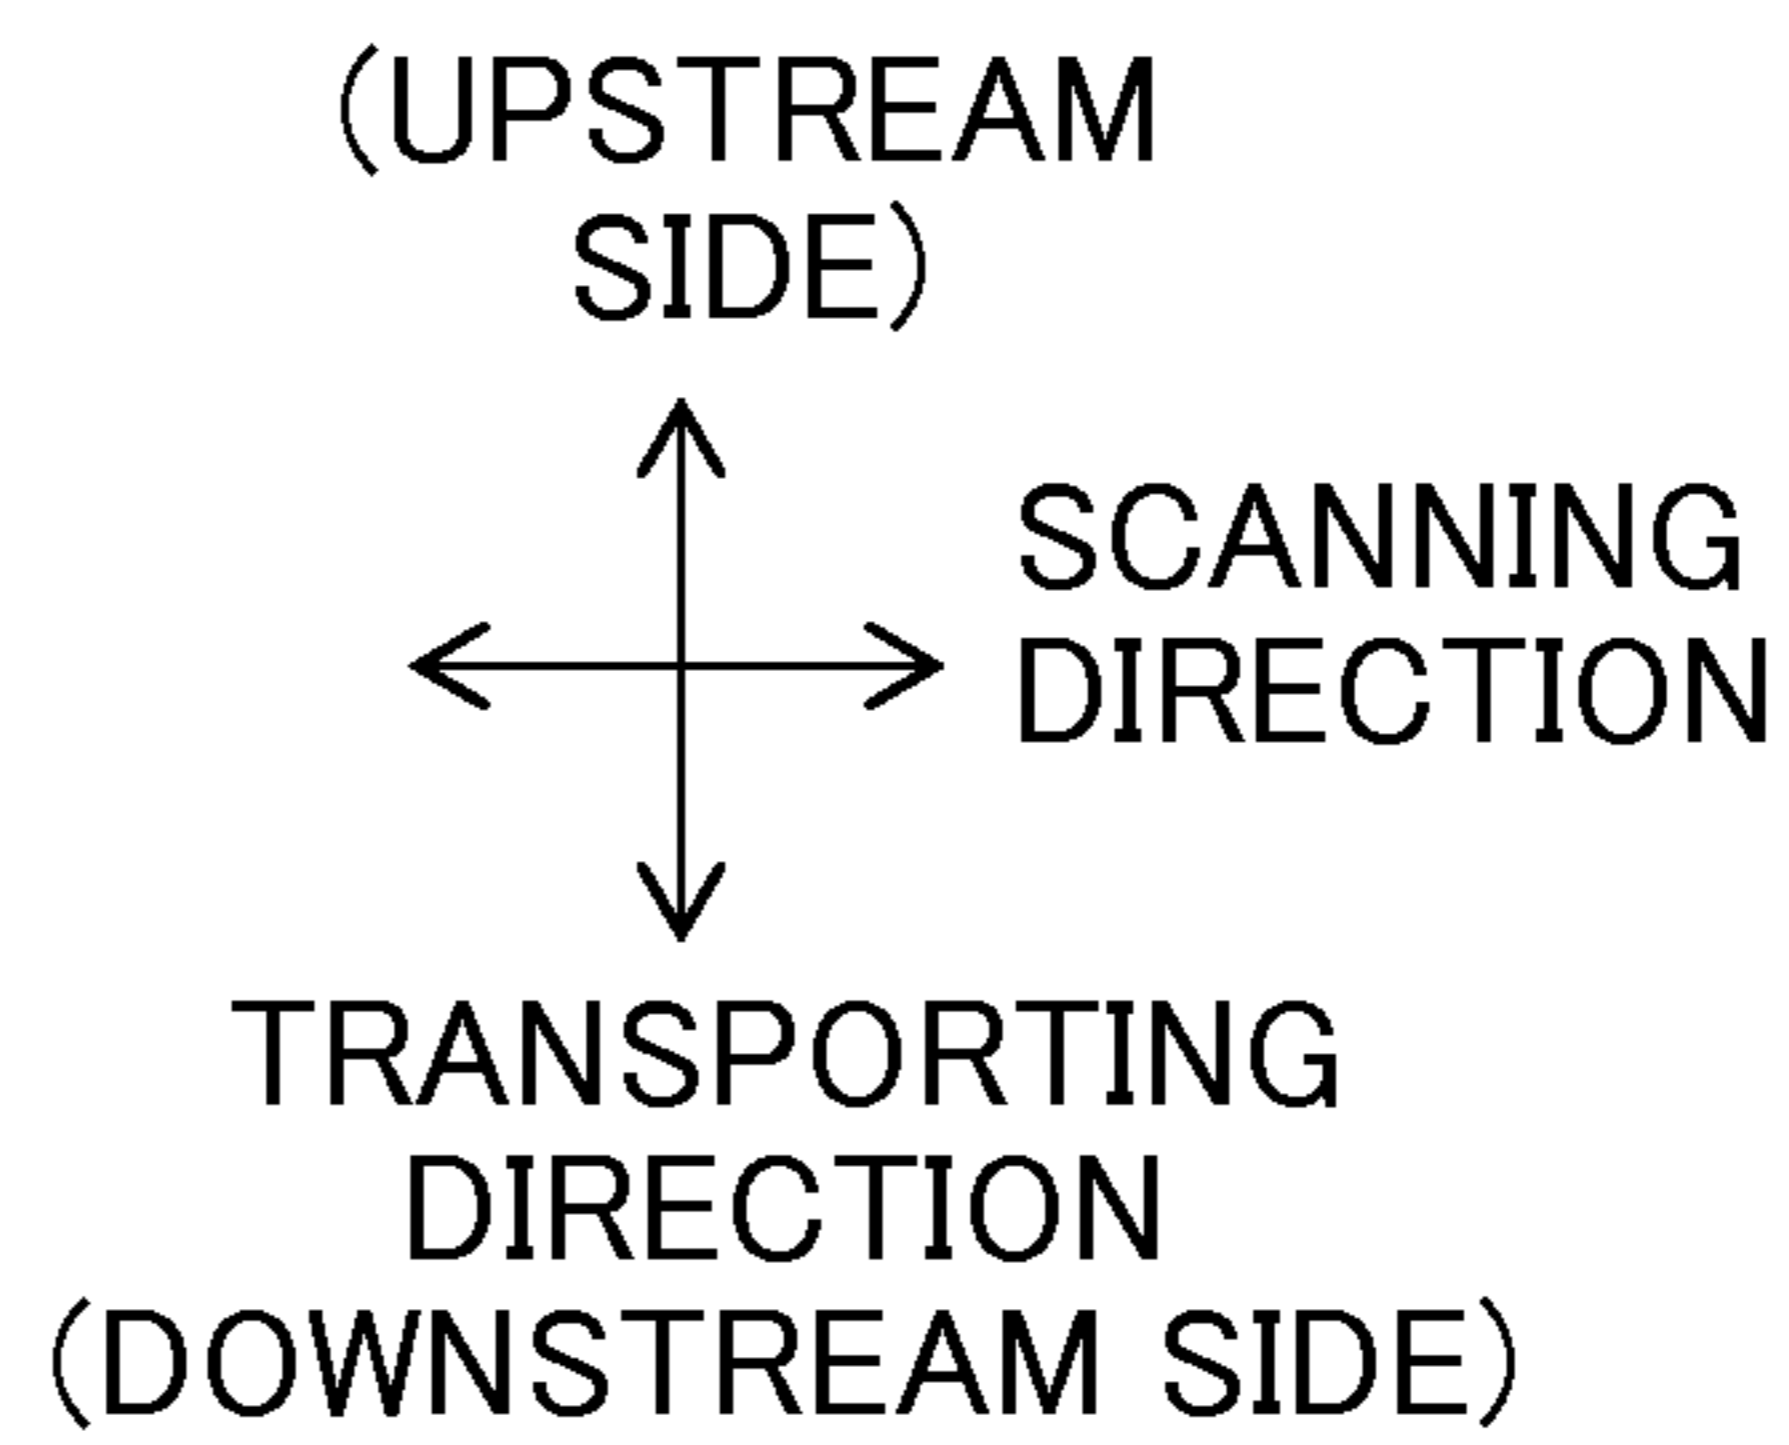 (UPSTREAM
SIDE)
SCANNING
DIRECTION
TRANSPORTING
DIRECTION
(DOWNSTREAM SIDE)